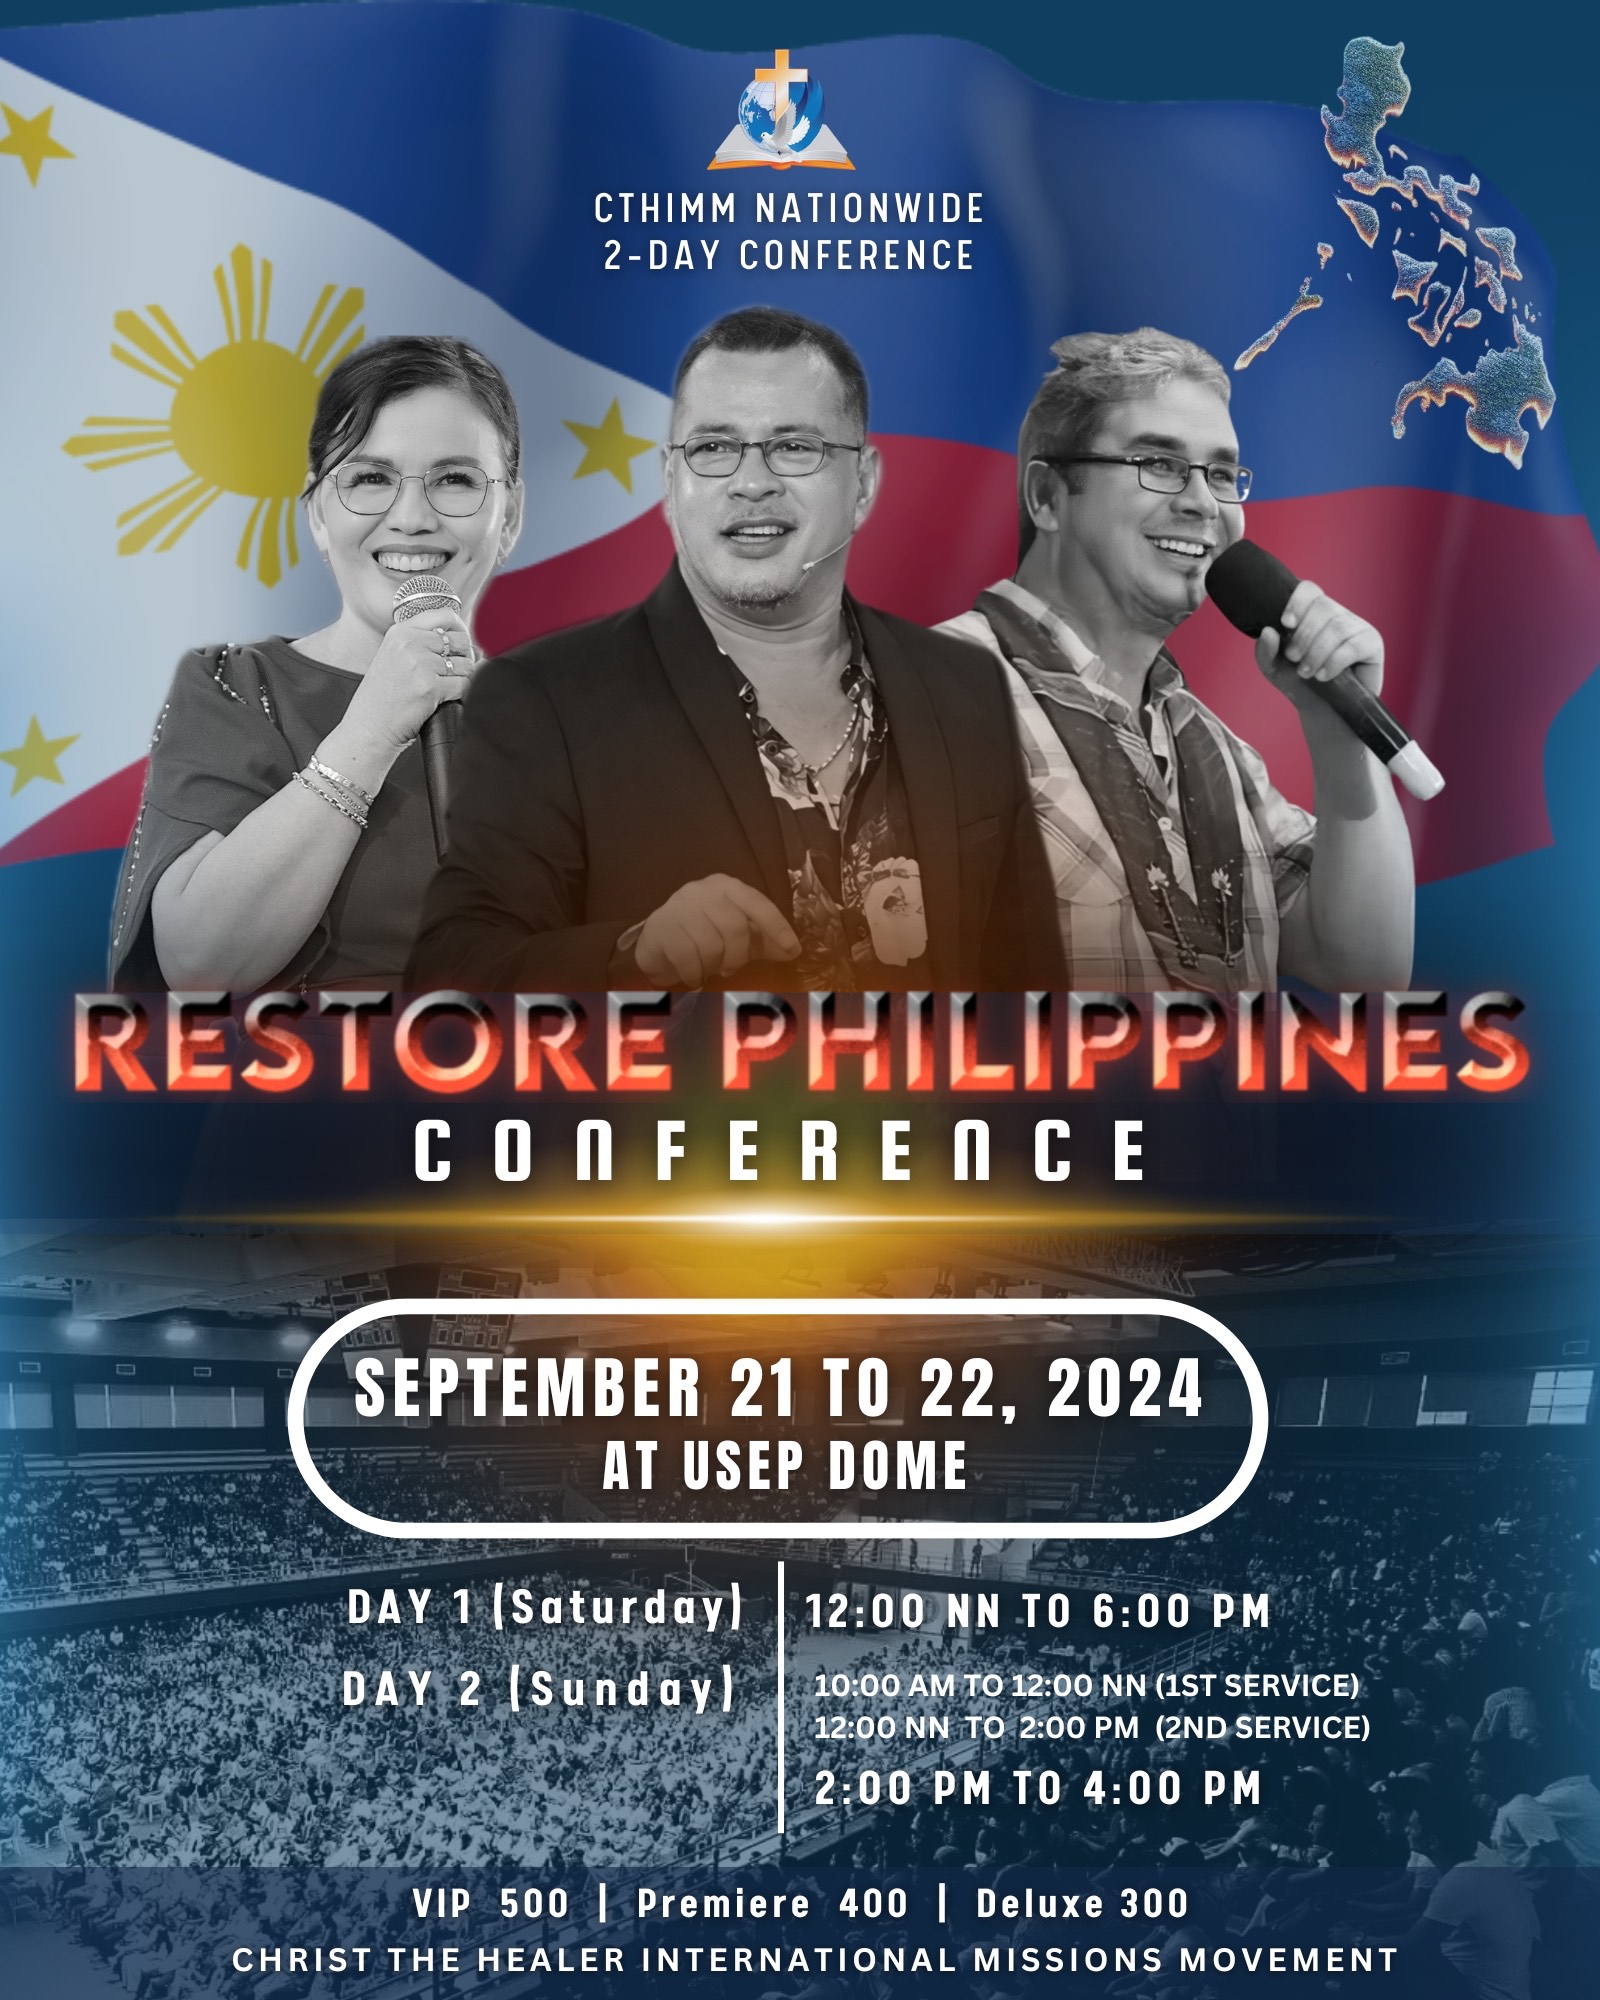 CTHIMM NATIONWIDE
2-DAY CONFERENCE
RESTORE PHILIPPINES
CONFERENCE
SEPTEMBER 21 TO 22, 2024
AT USEP DOME
DAY 1 (Saturday)
12:00 NN TO 6:00 PM
DAY 2 (Sunday)
10:00 AM TO 12:00 NN (1ST SERVICE)
12:00 NN TO 2:00 PM (2ND SERVICE)
2:00 PM TO 4:00 PM
VIP 500 | Premiere 400 | Deluxe 300
CHRIST THE HEALER INTERNATIONAL MISSIONS MOVEMENT